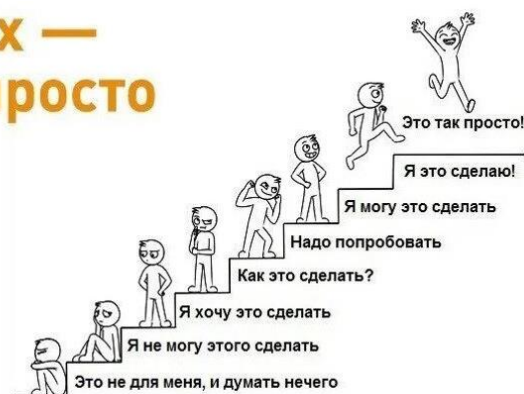 х —
росто
Это так просто!
Я это сделаю!
Я могу это сделать
Надо попробовать
Как это сделать?
Я хочу это сделать
Я не могу этого сделать
Это не для меня, и думать нечего